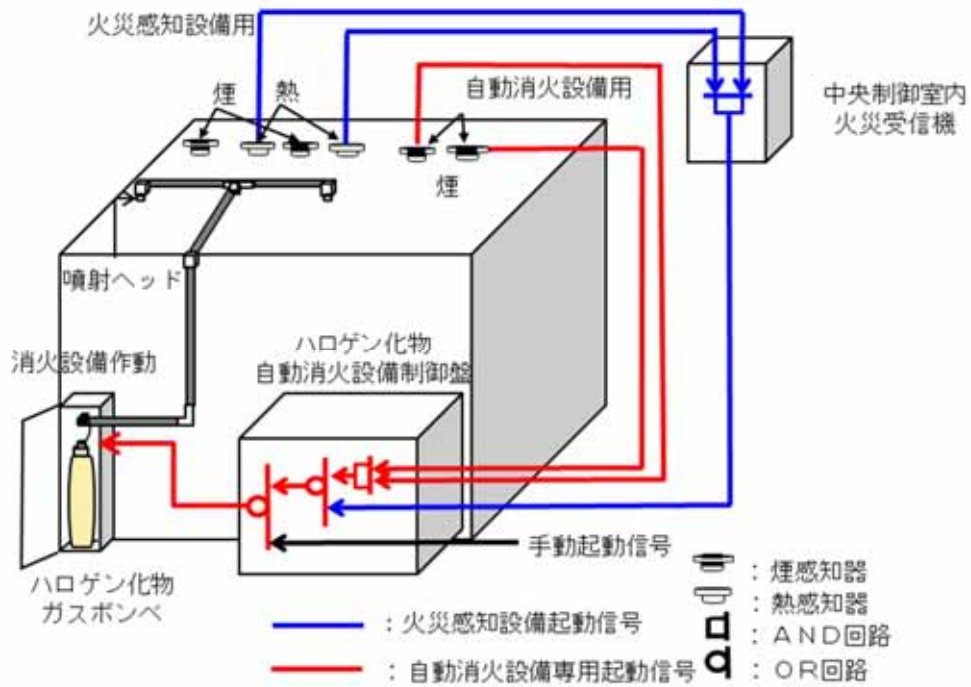 火災感知設備用
煙
熱
自動消火設備用
中央制御室内
火災受信機
煙
噴射ヘッド
消火設備作動
ハロゲン化物
自動消火設備制御盤
手動起動信号
ハロゲン化物
ガスボンベ
：火災感知設備起動信号
：自動消火設備専用起動信号
：煙感知器
：熱感知器
：ＡＮＤ回路
：ＯＲ回路